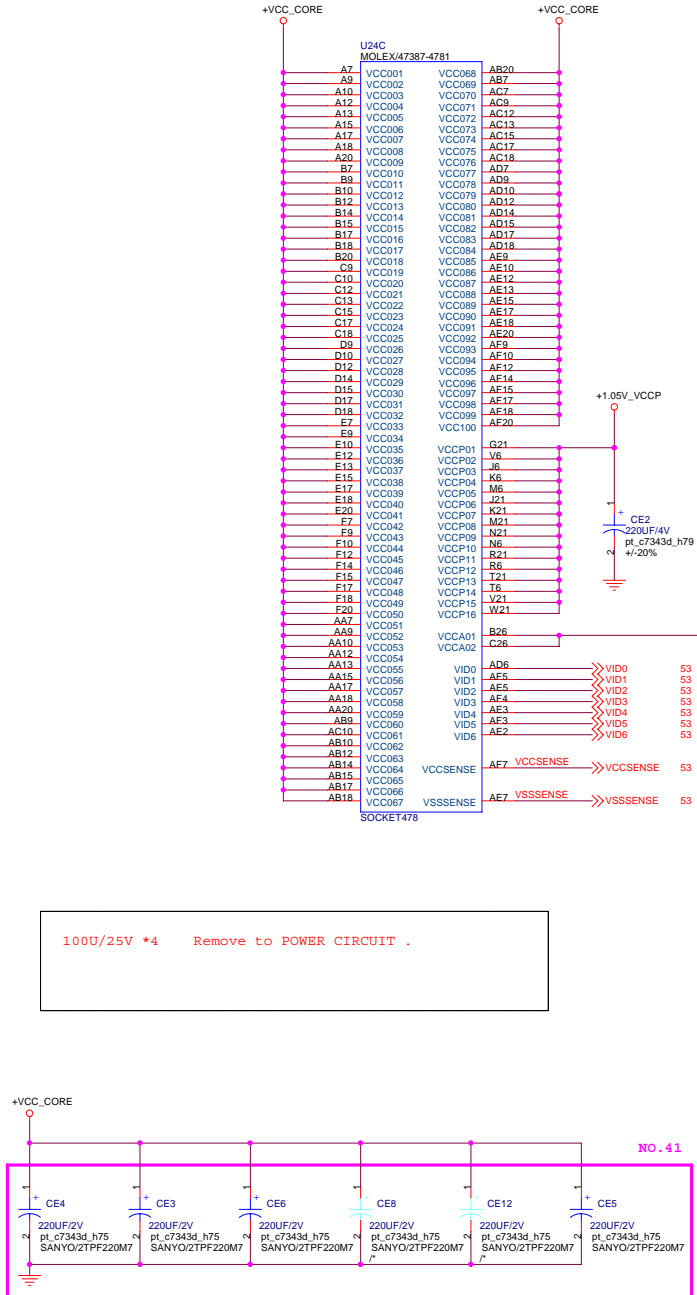 +VCC_CORE +VCC_CORE
U24C
MOLEX/47387-4781
A7 VCC001 VCC068 AB20
A9 VCC002 VCC069 AB7
A10 VCC003 VCC070 AC7
A12 VCC004 VCC071 AC9
A13 VCC005 VCC072 AC12
A15 VCC006 VCC073 AC13
A17 VCC007 VCC074 AC15
A18 VCC008 VCC075 AC17
A20 VCC009 VCC076 AC18
B7 VCC010 VCC077 AD7
B9 VCC011 VCC078 AD9
B10 VCC012 VCC079 AD10
B12 VCC013 VCC080 AD12
B14 VCC014 VCC081 AD14
B15 VCC015 VCC082 AD15
B17 VCC016 VCC083 AD17
B18 VCC017 VCC084 AD18
B20 VCC018 VCC085 AE9
C9 VCC019 VCC086 AE10
C10 VCC020 VCC087 AE12
C12 VCC021 VCC088 AE13
C13 VCC022 VCC089 AE15
C15 VCC023 VCC090 AE17
C17 VCC024 VCC091 AE18
C18 VCC025 VCC092 AE20
D9 VCC026 VCC093 AF9
D10 VCC027 VCC094 AF10
D12 VCC028 VCC095 AF12
D14 VCC029 VCC096 AF14
D15 VCC030 VCC097 AF15
D17 VCC031 VCC098 AF17
D18 VCC032 VCC099 AF18
E7 VCC033 VCC100 AF20
E9 VCC034
E10 VCC035 VCCP01 G21
E12 VCC036 VCCP02 V6
E13 VCC037 VCCP03 J6
E15 VCC038 VCCP04 K6
E17 VCC039 VCCP05 M6
E18 VCC040 VCCP06 J21
E20 VCC041 VCCP07 K21
F7 VCC042 VCCP08 M21
F9 VCC043 VCCP09 N21
F10 VCC044 VCCP10 N6
F12 VCC045 VCCP11 R21
F14 VCC046 VCCP12 R6
F15 VCC047 VCCP13 T21
F17 VCC048 VCCP14 T6
F18 VCC049 VCCP15 V21
F20 VCC050 VCCP16 W21
AA7 VCC051
AA9 VCC052 VCCA01 B26
AA10 VCC053 VCCA02 C26
AA12 VCC054
AA13 VCC055 VID0 AD6 VID0 53
AA15 VCC056 VID1 AF5 VID1 53
AA17 VCC057 VID2 AE5 VID2 53
AA18 VCC058 VID3 AF4 VID3 53
AA20 VCC059 VID4 AE3 VID4 53
AB9 VCC060 VID5 AF3 VID5 53
AC10 VCC061 VID6 AE2 VID6 53
AB10 VCC062
AB12 VCC063
AB14 VCC064 VCCSENSE AF7 VCCSENSE VCCSENSE 53
AB15 VCC065
AB17 VCC066
AB18 VCC067 VSSSENSE AE7 VSSSENSE VSSSENSE 53
SOCKET478
+1.05V_VCCP
1
+
CE2
220UF/4V
pt_c7343d_h79
2
+/-20%
100U/25V *4 Remove to POWER CIRCUIT .
+VCC_CORE
NO.41
1 + 1 + 1 + 1 + 1 + 1 +
CE4 CE3 CE6 CE8 CE12 CE5
220UF/2V 220UF/2V 220UF/2V 220UF/2V 220UF/2V 220UF/2V
2 pt_c7343d_h75 2 pt_c7343d_h75 2 pt_c7343d_h75 2 pt_c7343d_h75 2 pt_c7343d_h75 2 pt_c7343d_h75
SANYO/2TPF220M7 SANYO/2TPF220M7 SANYO/2TPF220M7 SANYO/2TPF220M7 SANYO/2TPF220M7 SANYO/2TPF220M7
/* /*